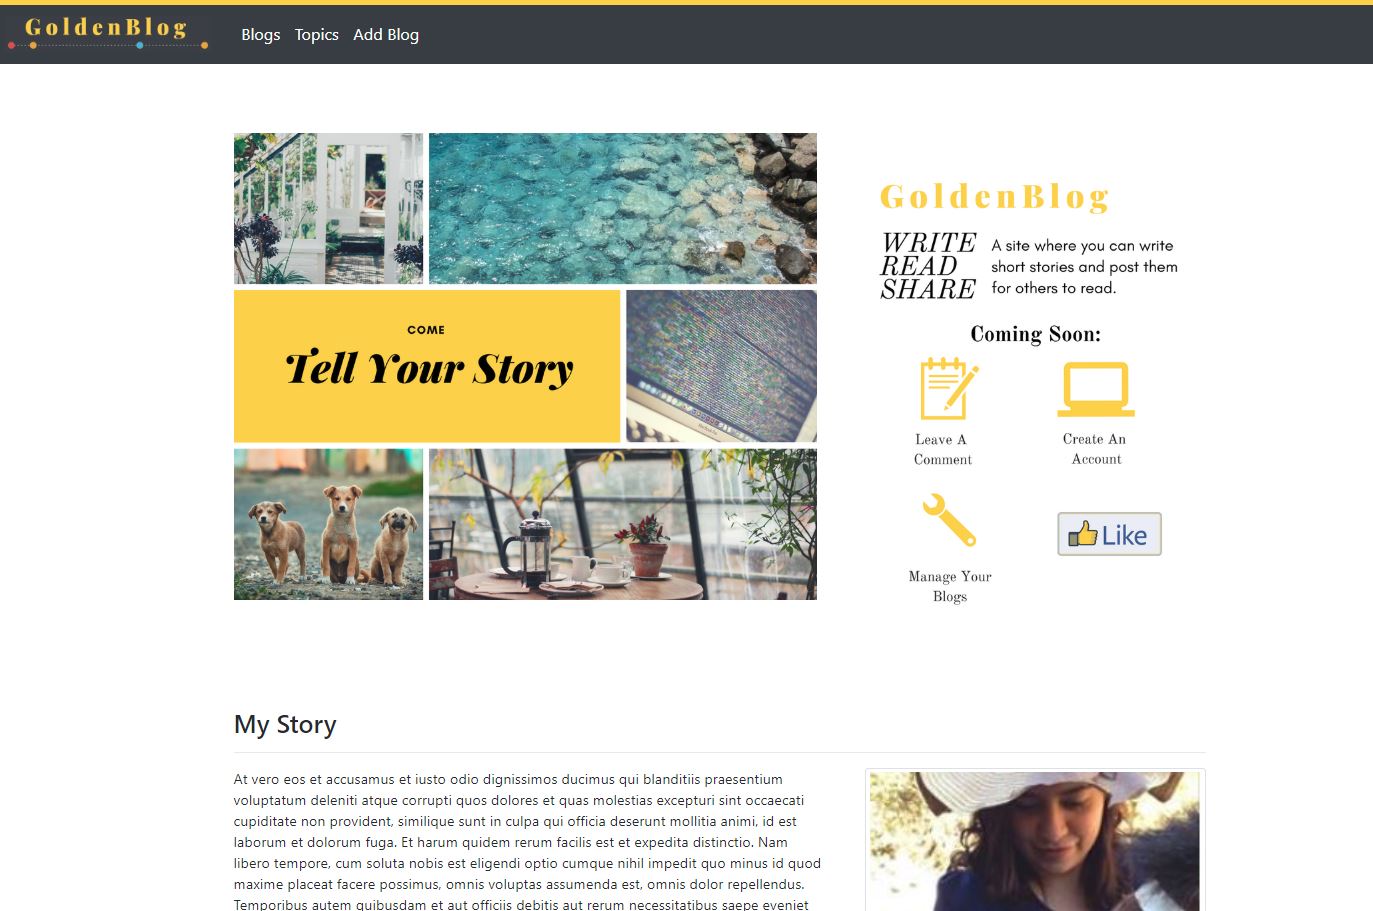 GoldenBlog
Blogs Topics Add Blog
COME
Tell Your Story
GoldenBlog
WRITE
READ
SHARE
A site where you can write
short stories and post them
for others to read.
Coming Soon:
Leave A
Comment
Create An
Account
Manage Your
Blogs
Like
My Story
At vero eos et accusamus et iusto odio dignissimos ducimus qui blanditiis praesentium
voluptatum deleniti atque corrupti quos dolores et quas molestias excepturi sint occaecati
cupiditate non provident, similique sunt in culpa qui officia deserunt mollitia animi, id est
laborum et dolorum fuga. Et harum quidem rerum facilis est et expedita distinctio. Nam
libero tempore, cum soluta nobis est eligendi optio cumque nihil impedit quo minus id quod
maxime placeat facere possimus, omnis voluptas assumenda est, omnis dolor repellendus.
Temporibus autem quibusdam et aut officiis debitis aut rerum necessitatibus saepe eveniet